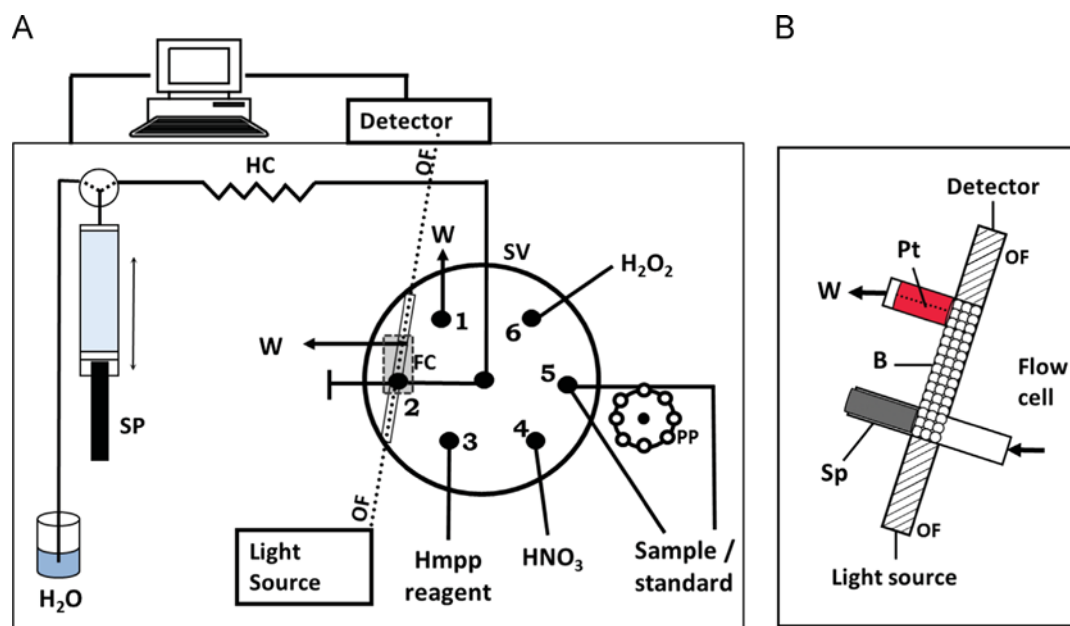 A
B
Detector
OF
HC
W
SV
H₂O₂
1
6
W
FC
2
5
PP
SP
3
4
OF
Light
Source
Hmpp
reagent
HNO₃
Sample /
standard
H₂O
Detector
OF
Pt
W
B
Flow
cell
Sp
OF
Light source